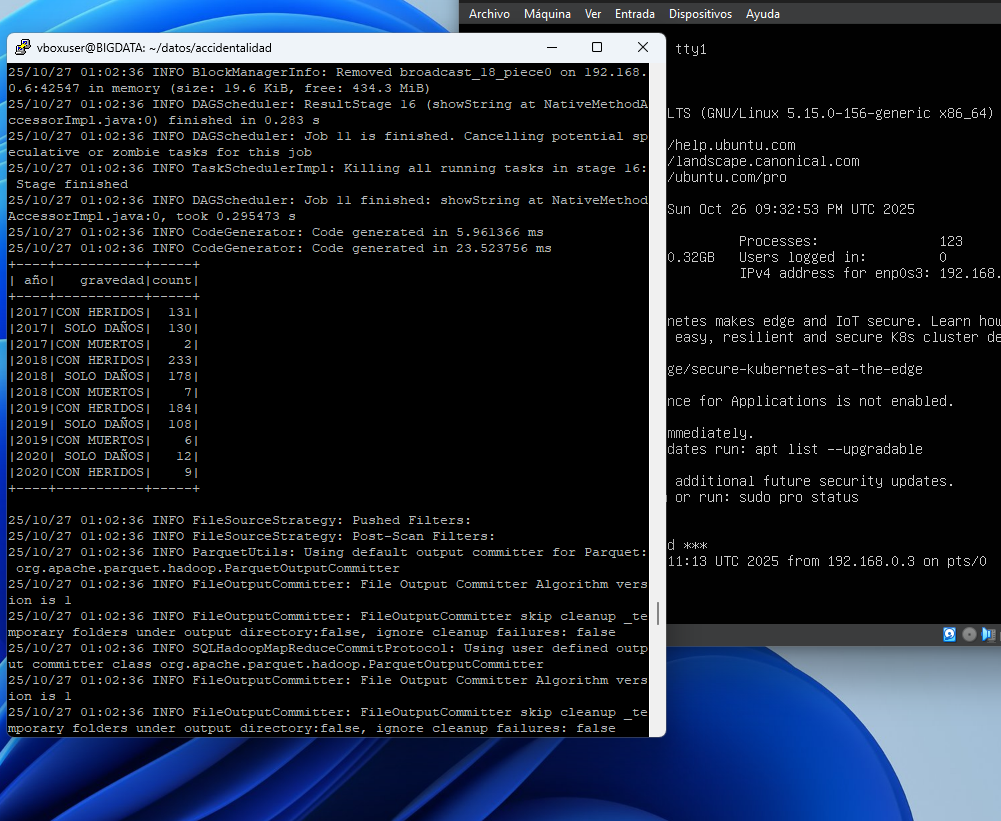 Archivo Máquina Ver Entrada Dispositivos Ayuda
vboxuser@BIGDATA: ~/datos/accidentalidad
25/10/27 01:02:36 INFO BlockManagerInfo: Removed broadcast_18_piece0 on 192.168.
0.6:42547 in memory (size: 19.6 KiB, free: 434.3 MiB)
25/10/27 01:02:36 INFO DAGScheduler: ResultStage 16 (showString at NativeMethodA
ccessorImpl.java:0) finished in 0.283 s
25/10/27 01:02:36 INFO DAGScheduler: Job 11 is finished. Cancelling potential sp
eculative or zombie tasks for this job
25/10/27 01:02:36 INFO TaskSchedulerImpl: Killing all running tasks in stage 16:
 Stage finished
25/10/27 01:02:36 INFO DAGScheduler: Job 11 finished: showString at NativeMethod
AccessorImpl.java:0, took 0.295473 s
25/10/27 01:02:36 INFO CodeGenerator: Code generated in 5.961366 ms
25/10/27 01:02:36 INFO CodeGenerator: Code generated in 23.523756 ms
+----+-----------+-----+
| año|   gravedad|count|
+----+-----------+-----+
|2017|CON HERIDOS|  131|
|2017| SOLO DAÑOS|  130|
|2017|CON MUERTOS|    2|
|2018|CON HERIDOS|  233|
|2018| SOLO DAÑOS|  178|
|2018|CON MUERTOS|    7|
|2019|CON HERIDOS|  184|
|2019| SOLO DAÑOS|  108|
|2019|CON MUERTOS|    6|
|2020| SOLO DAÑOS|   12|
|2020|CON HERIDOS|    9|
+----+-----------+-----+
25/10/27 01:02:36 INFO FileSourceStrategy: Pushed Filters:
25/10/27 01:02:36 INFO FileSourceStrategy: Post-Scan Filters:
25/10/27 01:02:36 INFO ParquetUtils: Using default output committer for Parquet:
 org.apache.parquet.hadoop.ParquetOutputCommitter
25/10/27 01:02:36 INFO FileOutputCommitter: File Output Committer Algorithm vers
ion is 1
25/10/27 01:02:36 INFO FileOutputCommitter: FileOutputCommitter skip cleanup _te
mporary folders under output directory:false, ignore cleanup failures: false
25/10/27 01:02:36 INFO SQLHadoopMapReduceCommitProtocol: Using user defined outp
ut committer class org.apache.parquet.hadoop.ParquetOutputCommitter
25/10/27 01:02:36 INFO FileOutputCommitter: File Output Committer Algorithm vers
ion is 1
25/10/27 01:02:36 INFO FileOutputCommitter: FileOutputCommitter skip cleanup _te
mporary folders under output directory:false, ignore cleanup failures: false
tty1
LTS (GNU/Linux 5.15.0-156-generic x86_64)
/help.ubuntu.com
/landscape.canonical.com
/ubuntu.com/pro
Sun Oct 26 09:32:53 PM UTC 2025
Processes: 123
0.32GB Users logged in: 0
IPv4 address for enp0s3: 192.168.
netes makes edge and IoT secure. Learn how
easy, resilient and secure K8s cluster de
ge/secure-kubernetes-at-the-edge
nce for Applications is not enabled.
mmediately.
dates run: apt list --upgradable
additional future security updates.
or run: sudo pro status
d ***
11:13 UTC 2025 from 192.168.0.3 on pts/0